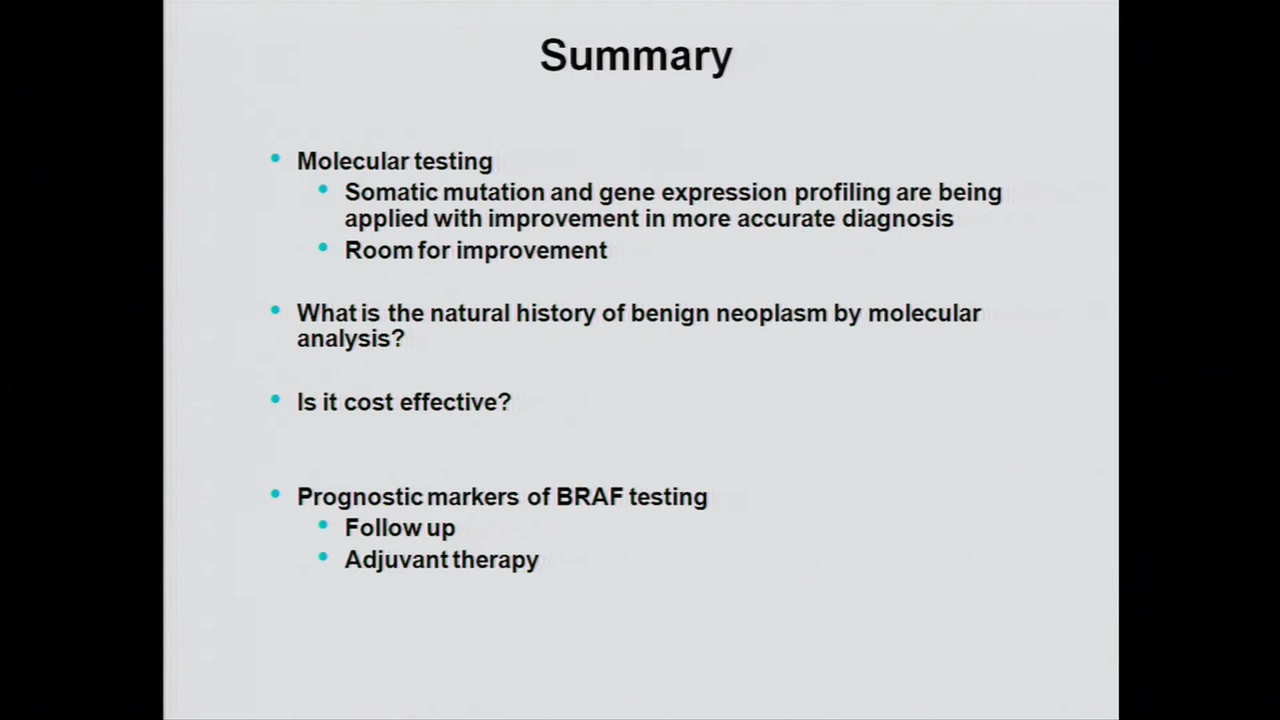 Summary
• Molecular testing
• Somatic mutation and gene expression profiling are being
applied with improvement in more accurate diagnosis
• Room for improvement
• What is the natural history of benign neoplasm by molecular
analysis?
• Is it cost effective?
• Prognostic markers of BRAF testing
• Follow up
• Adjuvant therapy